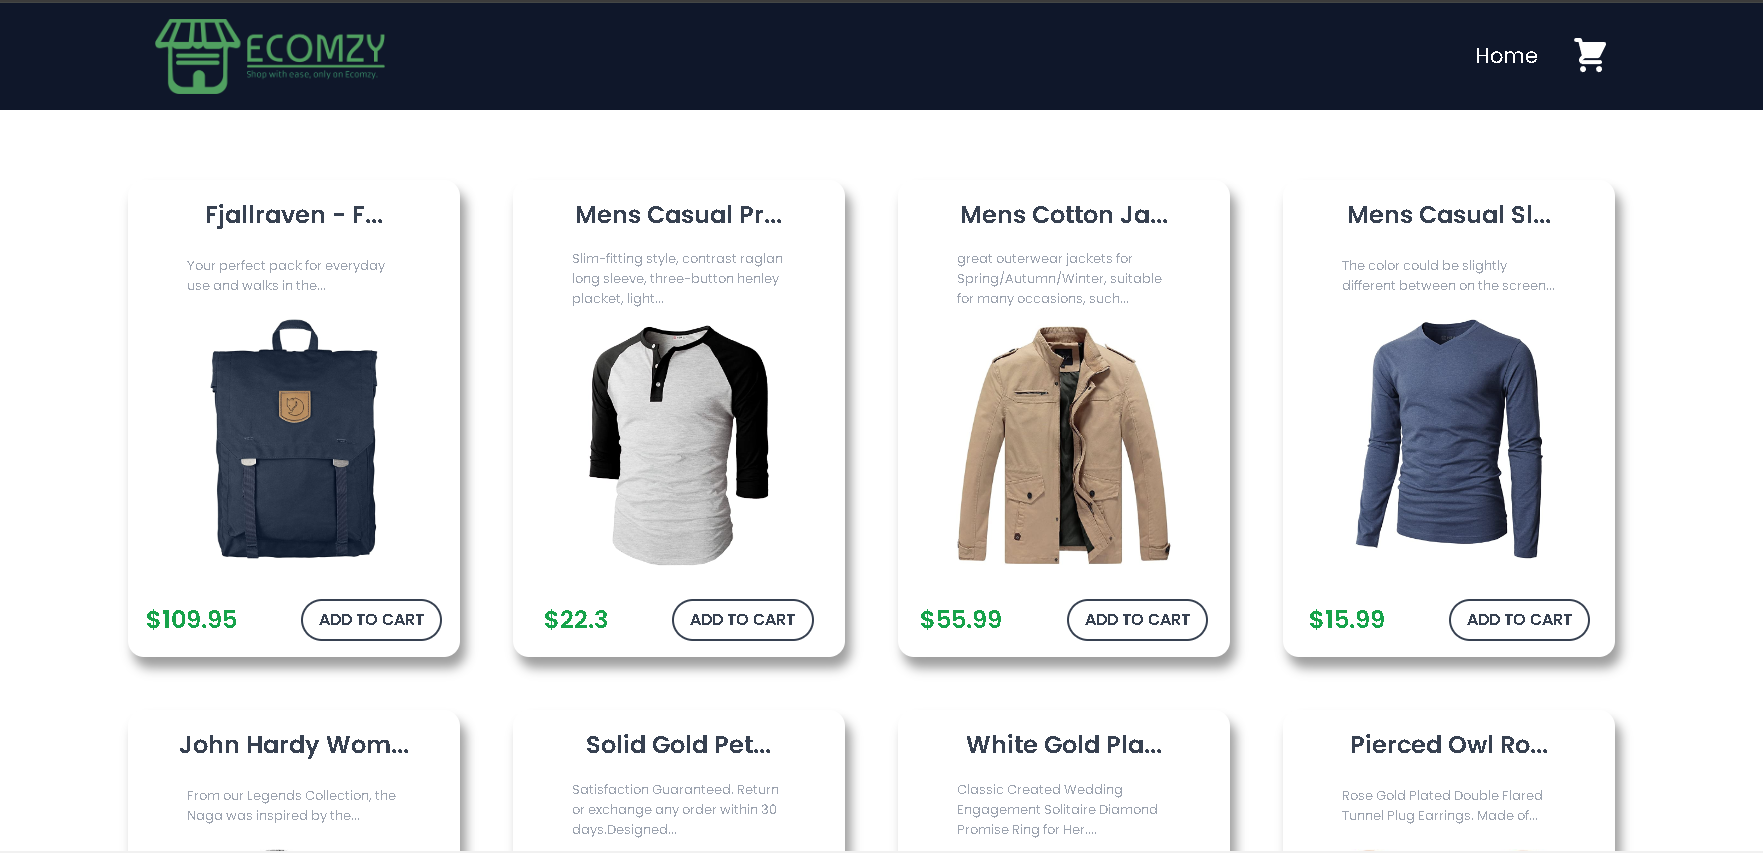 ECOMZY
Shop with ease, only on Ecomzy.
Home
Fjallraven - F...
Your perfect pack for everyday
use and walks in the...
$109.95
ADD TO CART
Mens Casual Pr...
Slim-fitting style, contrast raglan
long sleeve, three-button henley
placket, light...
$22.3
ADD TO CART
Mens Cotton Ja...
great outerwear jackets for
Spring/Autumn/Winter, suitable
for many occasions, such...
$55.99
ADD TO CART
Mens Casual Sl...
The color could be slightly
different between on the screen...
$15.99
ADD TO CART
John Hardy Wom...
From our Legends Collection, the
Naga was inspired by the...
Solid Gold Pet...
Satisfaction Guaranteed. Return
or exchange any order within 30
days.Designed...
White Gold Pla...
Classic Created Wedding
Engagement Solitaire Diamond
Promise Ring for Her....
Pierced Owl Ro...
Rose Gold Plated Double Flared
Tunnel Plug Earrings. Made of...